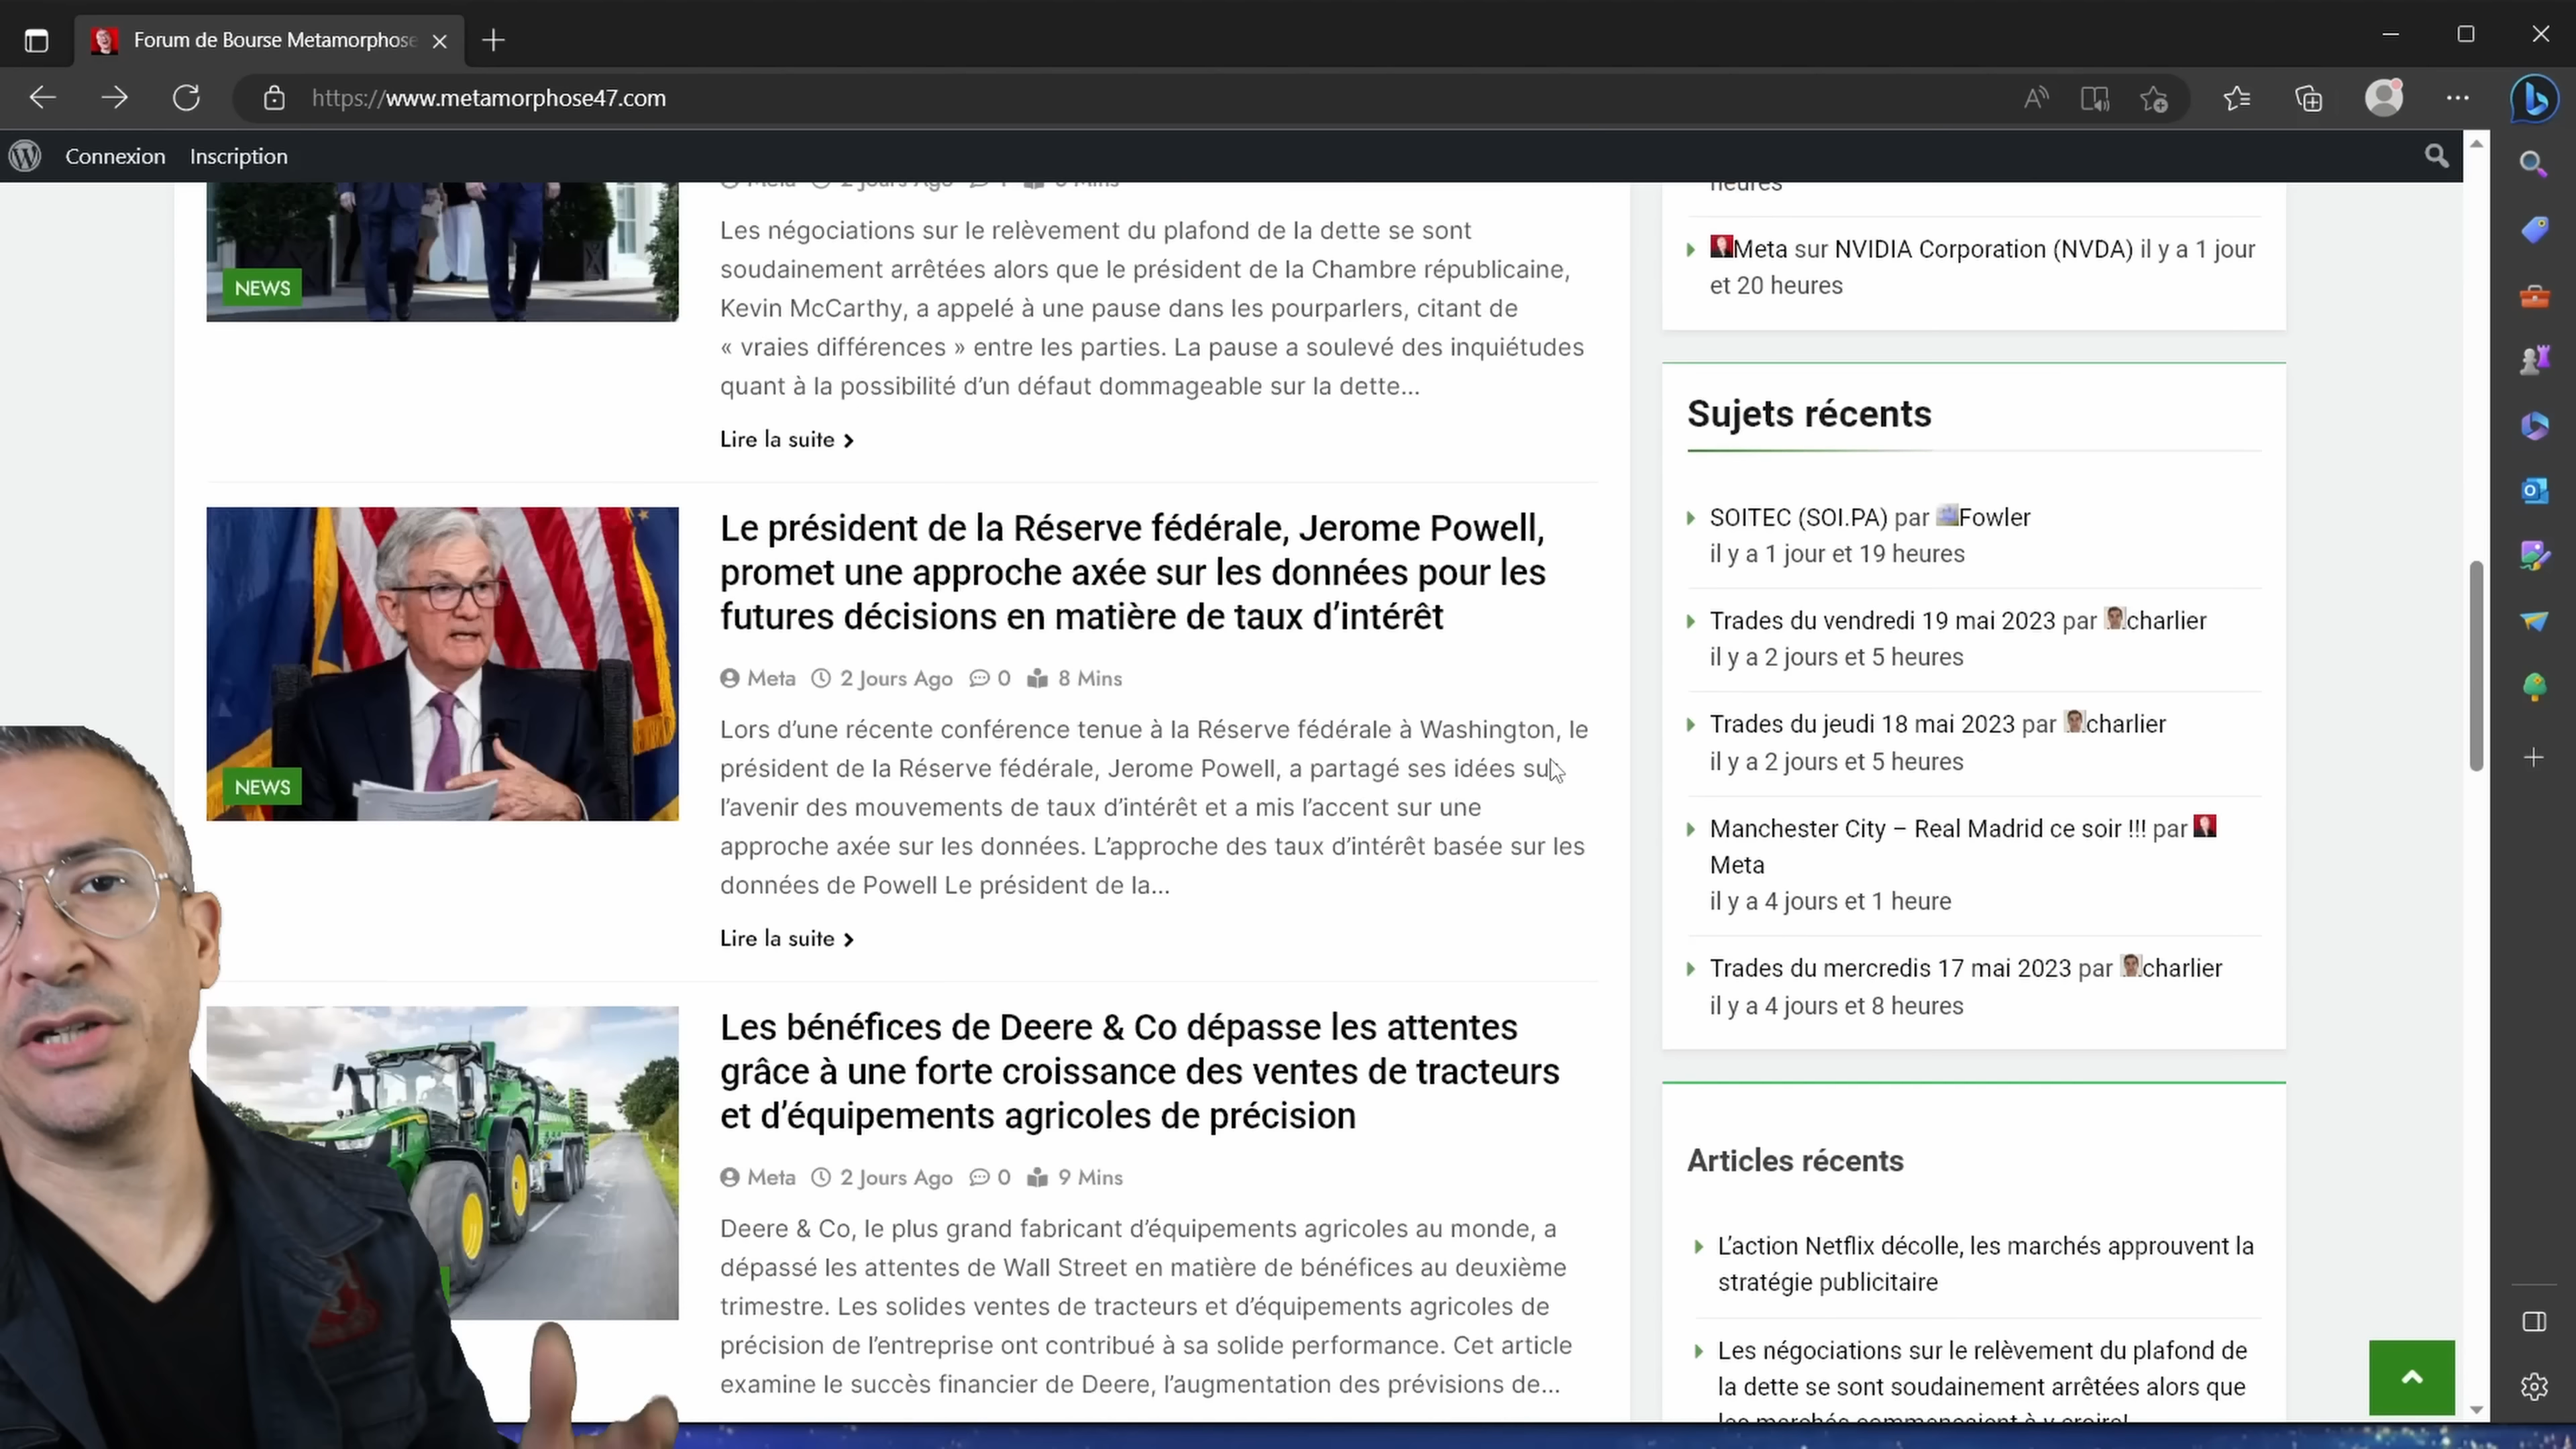 Forum de Bourse Metamorphose
https://www.metamorphose47.com
Connexion Inscription
Meta 2 Jours Ago
NEWS
Les négociations sur le relèvement du plafond de la dette se sont
soudainement arrêtées alors que le président de la Chambre républicaine,
Kevin McCarthy, a appelé à une pause dans les pourparlers, citant de
« vraies différences » entre les parties. La pause a soulevé des inquiétudes
quant à la possibilité d’un défaut dommageable sur la dette...
Lire la suite
Le président de la Réserve fédérale, Jerome Powell,
promet une approche axée sur les données pour les
futures décisions en matière de taux d’intérêt
Meta 2 Jours Ago 0 8 Mins
NEWS
Lors d’une récente conférence tenue à la Réserve fédérale à Washington, le
président de la Réserve fédérale, Jerome Powell, a partagé ses idées sur
l’avenir des mouvements de taux d’intérêt et a mis l’accent sur une
approche axée sur les données. L’approche des taux d’intérêt basée sur les
données de Powell Le président de la...
Lire la suite
Les bénéfices de Deere & Co dépasse les attentes
grâce à une forte croissance des ventes de tracteurs
et d’équipements agricoles de précision
Meta 2 Jours Ago 0 9 Mins
Deere & Co, le plus grand fabricant d’équipements agricoles au monde, a
dépassé les attentes de Wall Street en matière de bénéfices au deuxième
trimestre. Les solides ventes de tracteurs et d’équipements agricoles de
précision de l’entreprise ont contribué à sa solide performance. Cet article
examine le succès financier de Deere, l’augmentation des prévisions de...
heures
Meta sur NVIDIA Corporation (NVDA) il y a 1 jour
et 20 heures
Sujets récents
SOITEC (SOI.PA) par Fowler
il y a 1 jour et 19 heures
Trades du vendredi 19 mai 2023 par charlier
il y a 2 jours et 5 heures
Trades du jeudi 18 mai 2023 par charlier
il y a 2 jours et 5 heures
Manchester City – Real Madrid ce soir !!! par
Meta
il y a 4 jours et 1 heure
Trades du mercredis 17 mai 2023 par charlier
il y a 4 jours et 8 heures
Articles récents
L’action Netflix décolle, les marchés approuvent la
stratégie publicitaire
Les négociations sur le relèvement du plafond de
la dette se sont soudainement arrêtées alors que
les marchés commençaient à y croire!